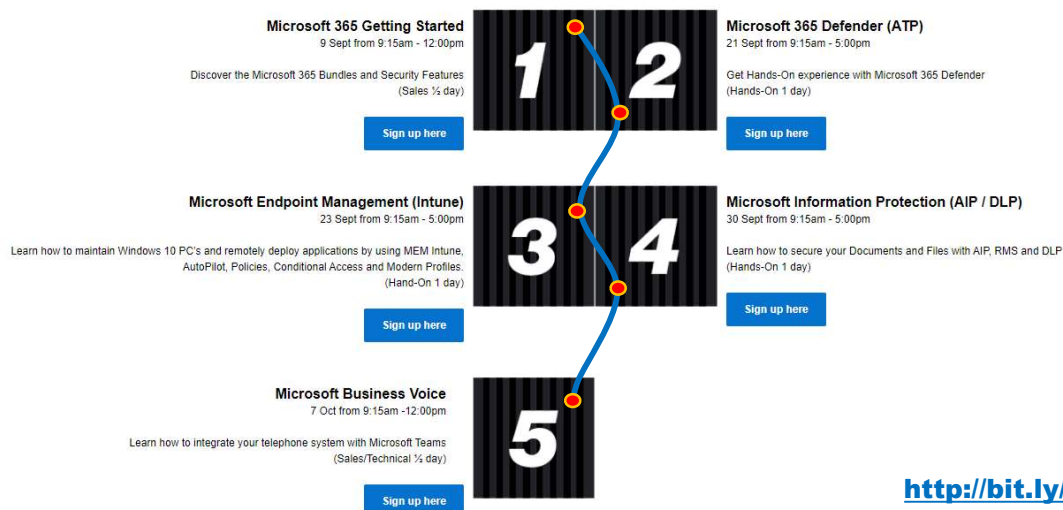 Microsoft 365 Getting Started
9 Sept from 9:15am - 12:00pm
Discover the Microsoft 365 Bundles and Security Features
(Sales ½ day)
Sign up here
1
2
Microsoft 365 Defender (ATP)
21 Sept from 9:15am - 5:00pm
Get Hands-On experience with Microsoft 365 Defender
(Hands-On 1 day)
Sign up here
Microsoft Endpoint Management (Intune)
23 Sept from 9:15am - 5:00pm
Learn how to maintain Windows 10 PC's and remotely deploy applications by using MEM Intune,
AutoPilot, Policies, Conditional Access and Modern Profiles.
(Hand-On 1 day)
Sign up here
3
4
Microsoft Information Protection (AIP / DLP)
30 Sept from 9:15am - 5:00pm
Learn how to secure your Documents and Files with AIP, RMS and DLP
(Hands-On 1 day)
Sign up here
Microsoft Business Voice
7 Oct from 9:15am -12:00pm
Learn how to integrate your telephone system with Microsoft Teams
(Sales/Technical ½ day)
Sign up here
5
http://bit.ly/